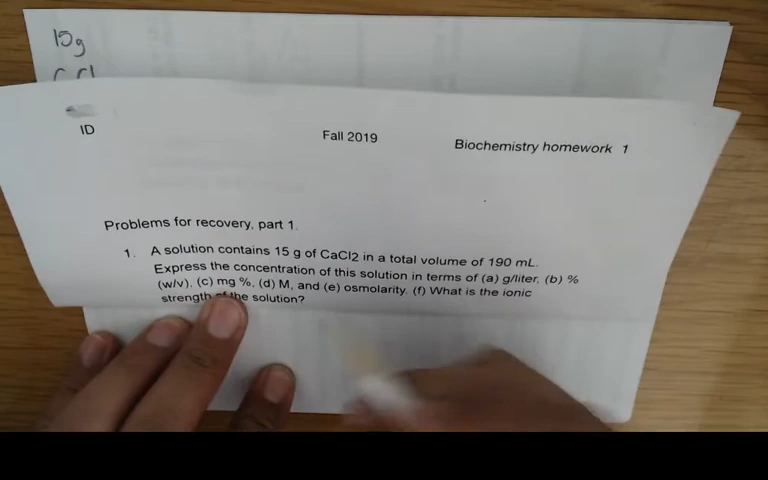 15g
ID
Fall 2019
Biochemistry homework 1
Problems for recovery, part 1.
1. A solution contains 15 g of CaCl2 in a total volume of 190 mL.
Express the concentration of this solution in terms of (a) g/liter, (b) %
(w/v), (c) mg %, (d) M, and (e) osmolarity. (f) What is the ionic
strength of the solution?